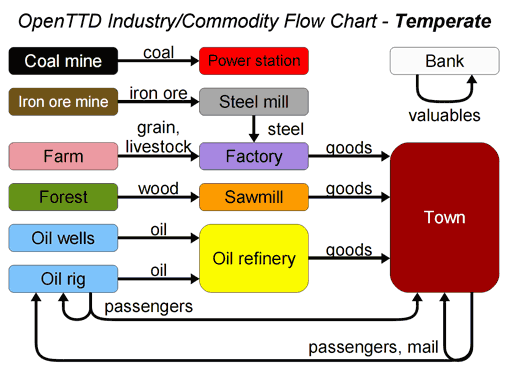 OpenTTD Industry/Commodity Flow Chart - Temperate
Coal mine
coal
Power station
Bank
valuables
Iron ore mine
iron ore
Steel mill
steel
Farm
grain,
livestock
Factory
goods
Forest
wood
Sawmill
goods
Town
Oil wells
oil
Oil refinery
goods
Oil rig
oil
passengers
passengers, mail